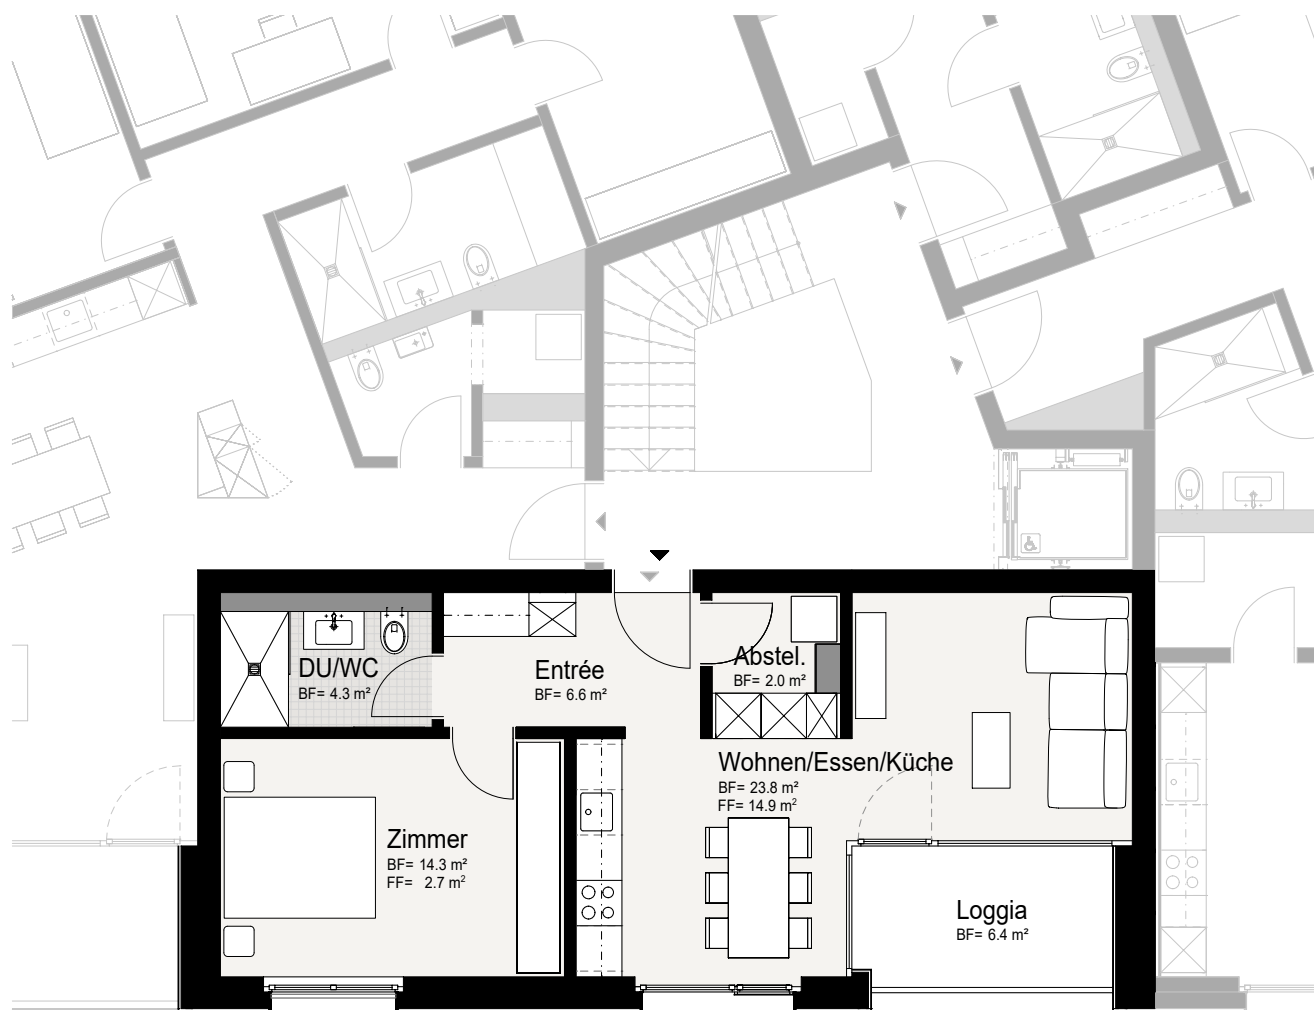 DU/WC
BF= 4.3 m²
Entrée
BF= 6.6 m²
Abstel.
BF= 2.0 m²
Wohnen/Essen/Küche
BF= 23.8 m²
FF= 14.9 m²
Zimmer
BF= 14.3 m²
FF= 2.7 m²
Loggia
BF= 6.4 m²